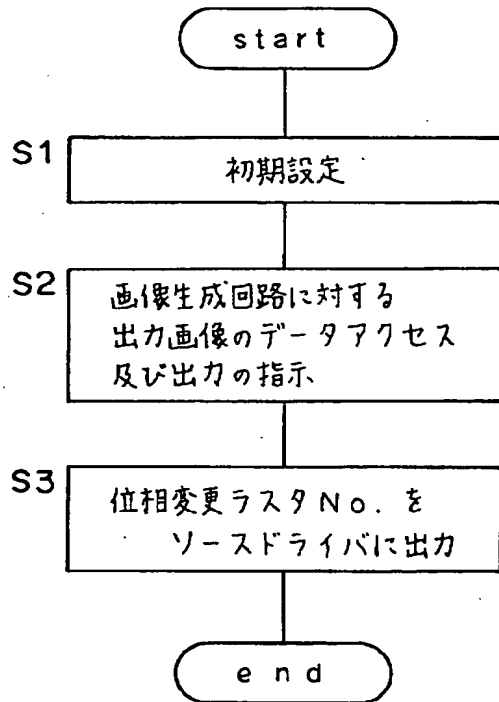 start
S1
初期設定
S2
画像生成回路に対する
出力画像のデータアクセス
及び出力の指示
S3
位相変更ラスタNo.を
ソースドライバに出力
end